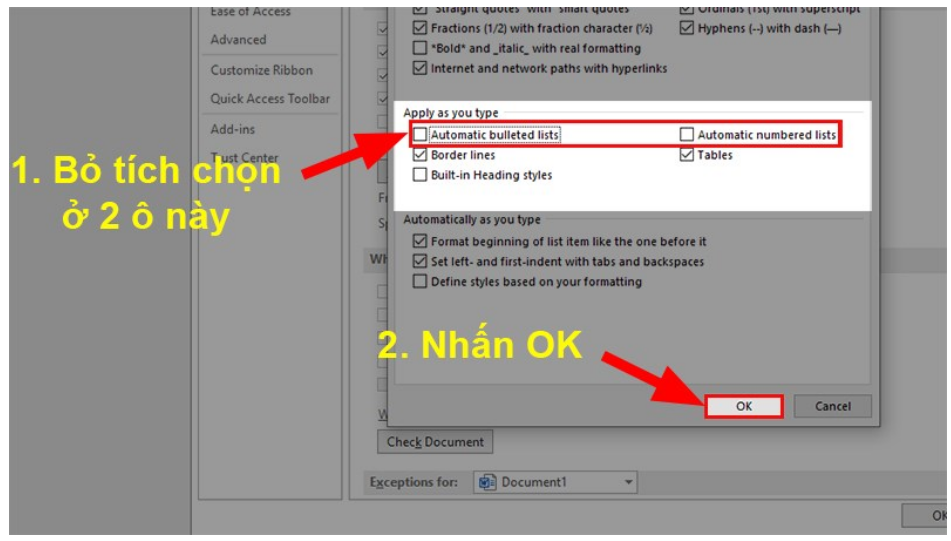 Ease of Access
"Straight quotes" with "smart quotes"
Ordinals (1st) with superscript
Advanced
Fractions (1/2) with fraction character (½)
Hyphens (--) with dash (—)
*Bold* and _italic_ with real formatting
Customize Ribbon
Internet and network paths with hyperlinks
Quick Access Toolbar
Apply as you type
Add-ins
Automatic bulleted lists
Automatic numbered lists
Trust Center
Border lines
Tables
1. Bỏ tích chọn
ở 2 ô này
Built-in Heading styles
Automatically as you type
Format beginning of list item like the one before it
Set left- and first-indent with tabs and backspaces
Define styles based on your formatting
2. Nhấn OK
OK
Cancel
Check Document
Exceptions for:
Document1
OK